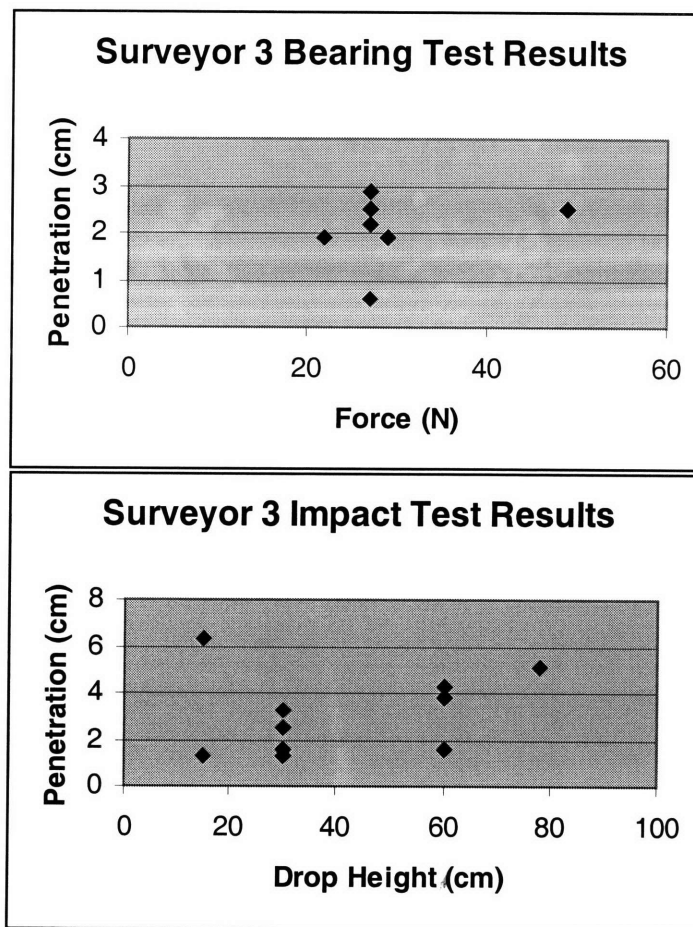 Surveyor 3 Bearing Test Results
Penetration (cm)
4
3
2
1
0
0 20 40 60
Force (N)
Surveyor 3 Impact Test Results
Penetration (cm)
8
6
4
2
0
0 20 40 60 80 100
Drop Height (cm)